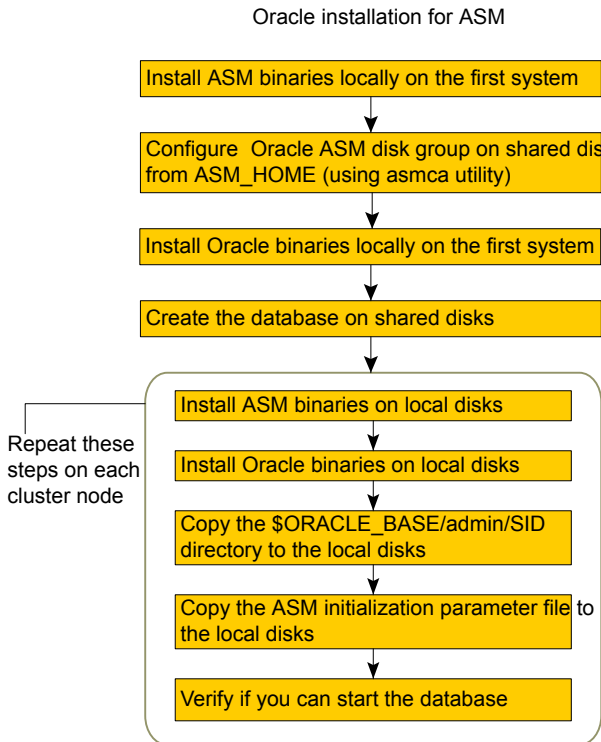 Oracle installation for ASM
Install ASM binaries locally on the first system
Configure Oracle ASM disk group on shared dis
from ASM_HOME (using asmca utility)
Install Oracle binaries locally on the first system
Create the database on shared disks
Repeat these
steps on each
cluster node
Install ASM binaries on local disks
Install Oracle binaries on local disks
Copy the $ORACLE_BASE/admin/SID
directory to the local disks
Copy the ASM initialization parameter file to
the local disks
Verify if you can start the database